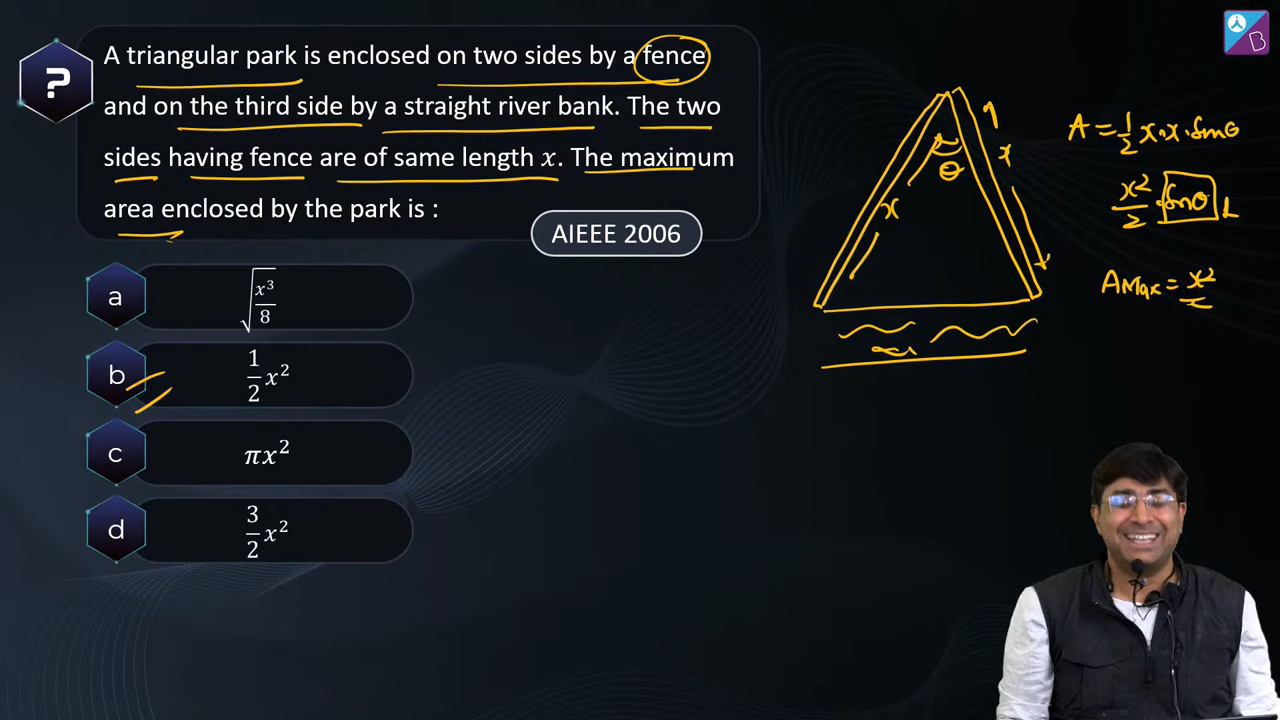 ?
A triangular park is enclosed on two sides by a fence
and on the third side by a straight river bank. The two
sides having fence are of same length x. The maximum
area enclosed by the park is :
AIEEE 2006
a
√(x³/8)
b
1/2 x²
c
πx²
d
3/2 x²
x
θ
x
A = 1/2 x·x·sinθ
x²/2 · sinθ
AMax = x²
B